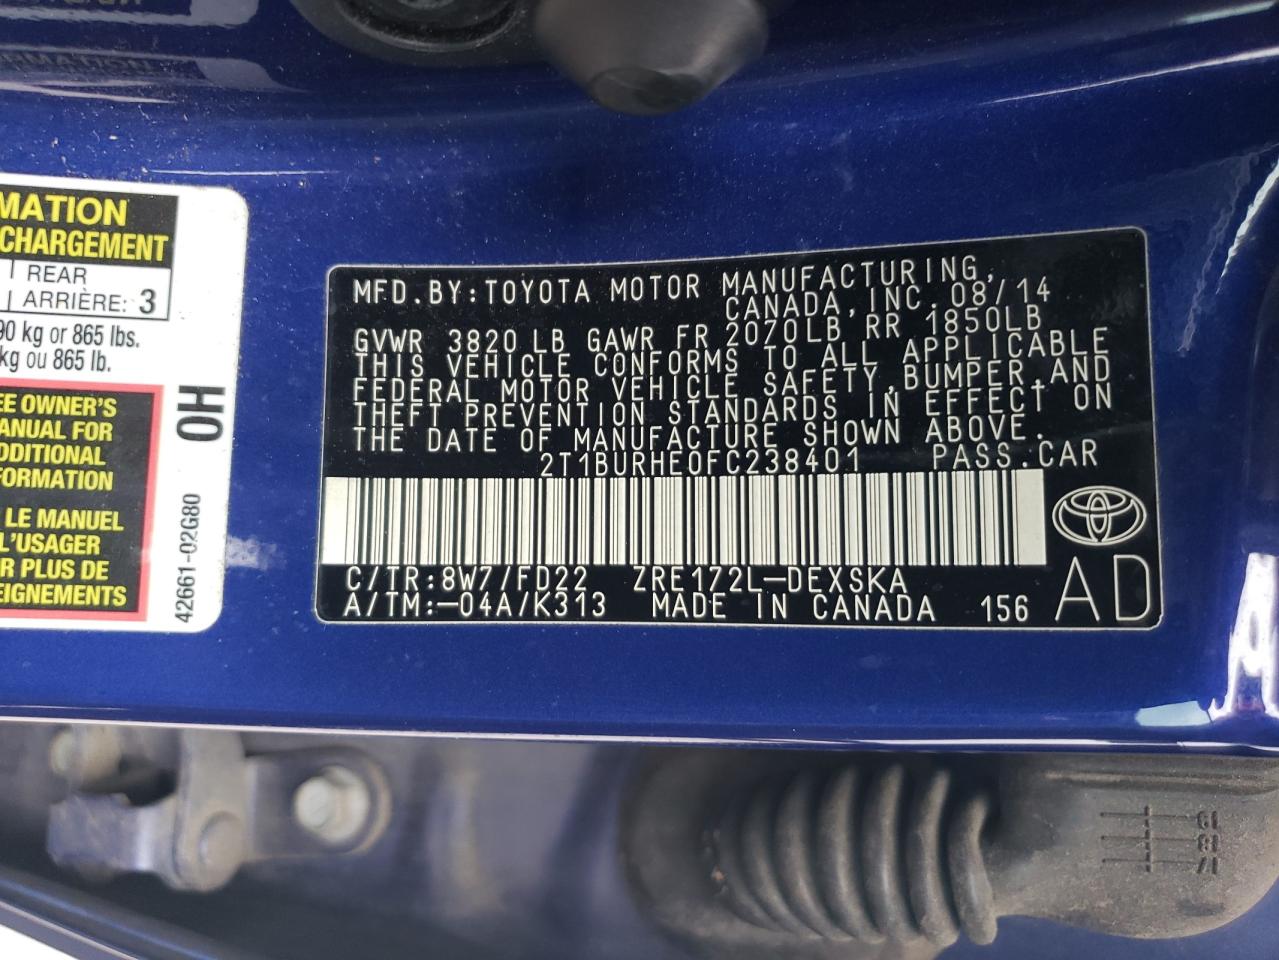 MATION
CHARGEMENT
REAR
ARRIÈRE: 3
90 kg or 865 lbs.
kg ou 865 lb.
EE OWNER'S
ANUAL FOR
DDITIONAL
FORMATION
LE MANUEL
L'USAGER
R PLUS DE
EIGNEMENTS
OH
42661-02G80
MFD.BY:TOYOTA MOTOR MANUFACTURING,
CANADA,INC.08/14
GVWR 3820 LB GAWR FR 2070LB,RR 1850LB
THIS VEHICLE CONFORMS TO ALL APPLICABLE
FEDERAL MOTOR VEHICLE SAFETY,BUMPER,AND
THEFT PREVENTION STANDARDS IN EFFECT ON
THE DATE OF MANUFACTURE SHOWN ABOVE.
2T1BURHE0FC238401 PASS.CAR
C/TR:8W7/FD22 ZRE172L-DEXSKA
A/TM:-04A/K313 MADE IN CANADA 156 AD
19
18
17